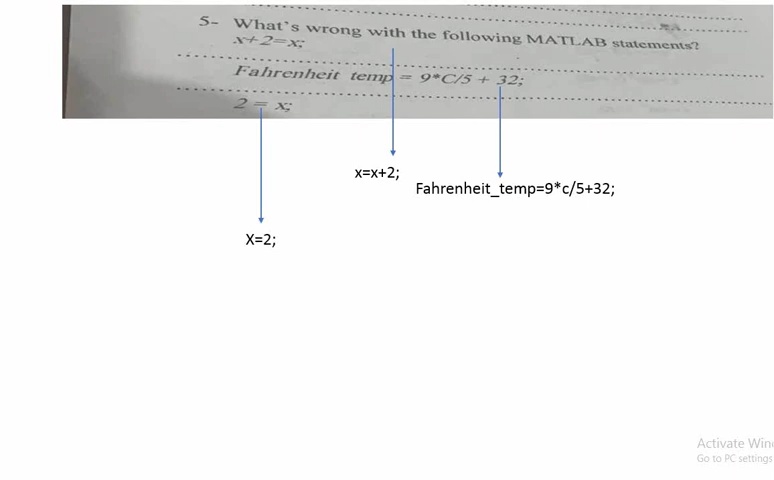 5- What's wrong with the following MATLAB statements?
x+2=x;
Fahrenheit temp = 9*C/5 + 32;
2 = x;
x=x+2;
Fahrenheit_temp=9*c/5+32;
X=2;
Activate Win
Go to PC settings